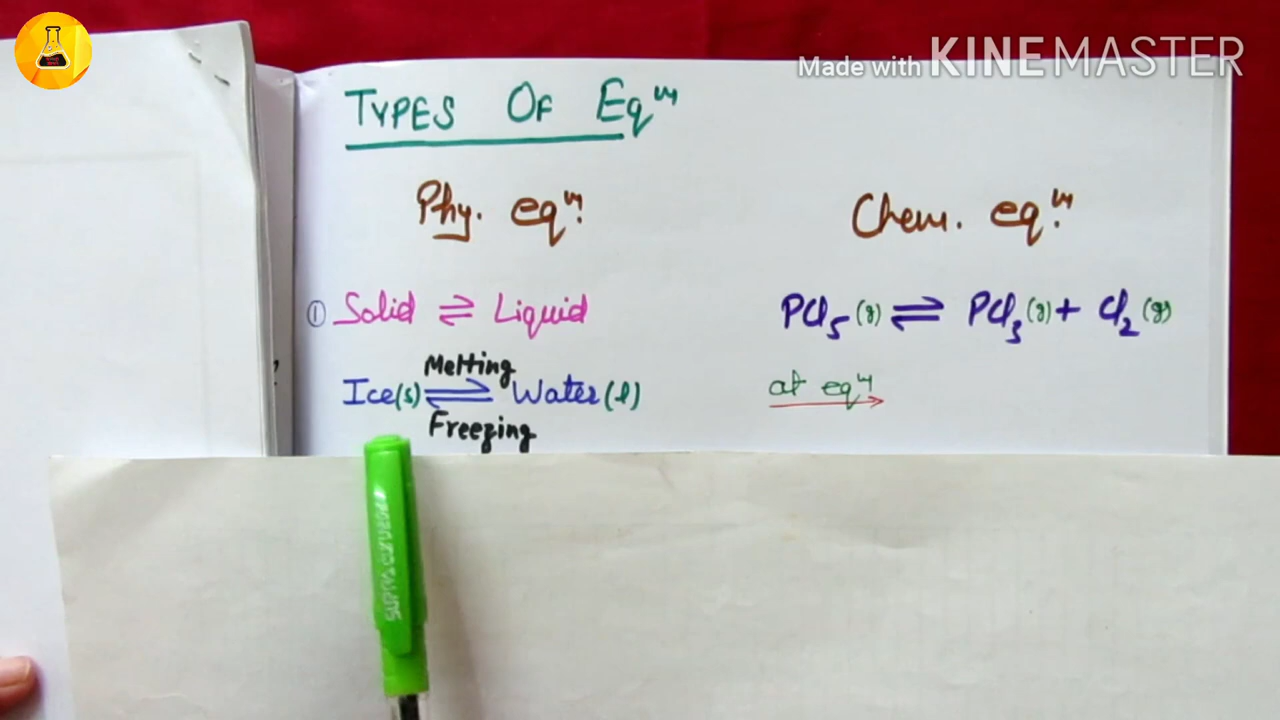 Made with KINEMASTER
TYPES OF Eqᵐ
Phy. eqᵐ.
Chem. eqᵐ.
① Solid ⇌ Liquid
PCl₅ (g) ⇌ PCl₃ (g) + Cl₂ (g)
Melting
Ice(s) ⇌ Water(l)
Freezing
at eqᵐ